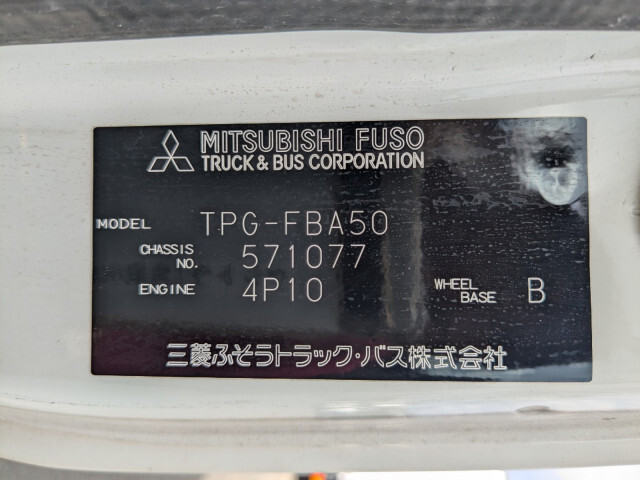 MITSUBISHI FUSO
TRUCK & BUS CORPORATION
MODEL TPG-FBA50
CHASSIS NO. 571077
ENGINE 4P10 WHEEL BASE B
三菱ふそうトラック・バス株式会社